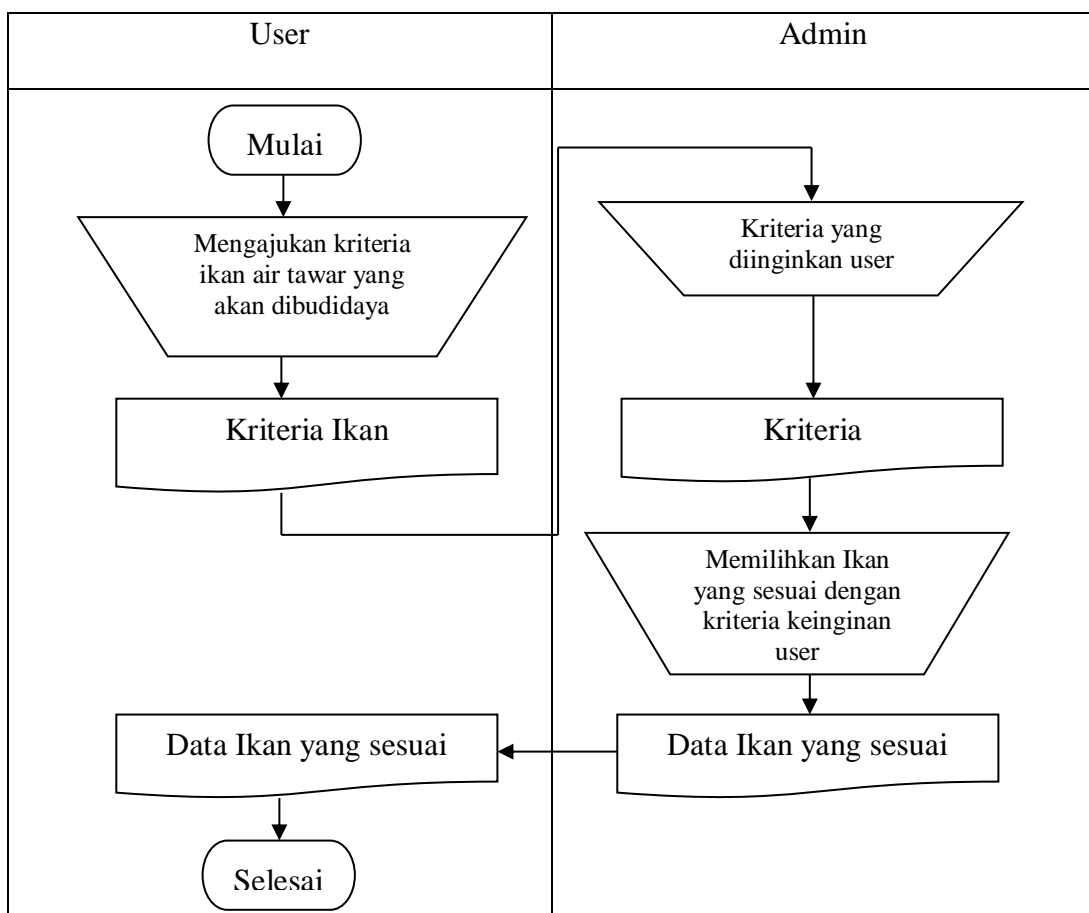 User
Admin
Mulai
Mengajukan kriteria
ikan air tawar yang
akan dibudidaya
Kriteria Ikan
Kriteria yang
diinginkan user
Kriteria
Memilihkan Ikan
yang sesuai dengan
kriteria keinginan
user
Data Ikan yang sesuai
Data Ikan yang sesuai
Selesai